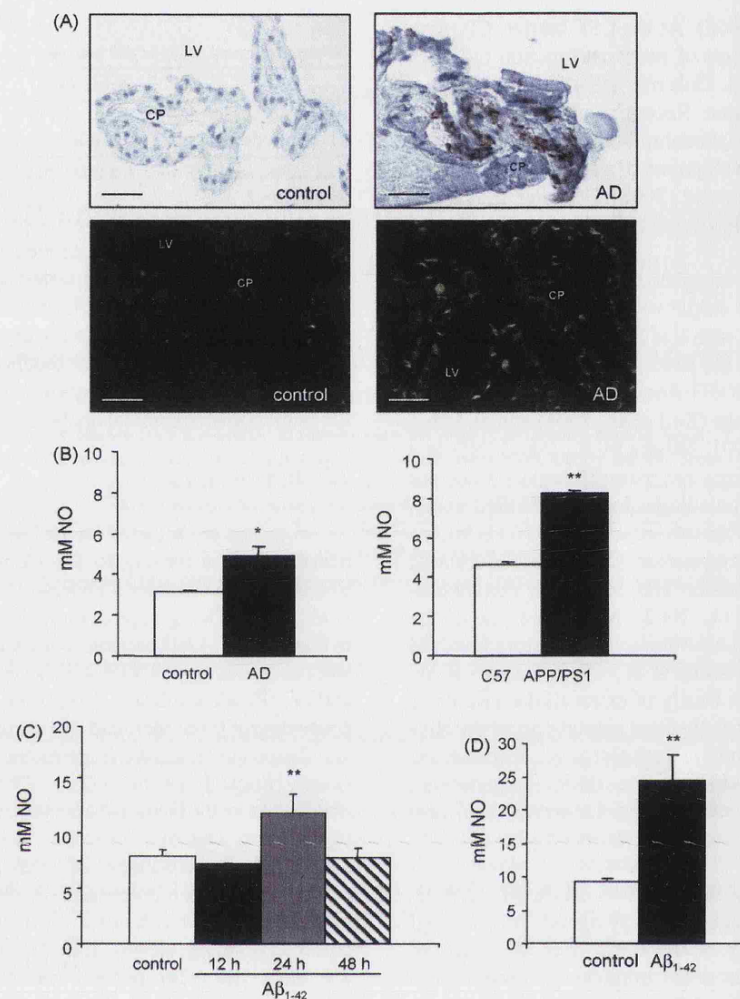 (A)
LV
CP
control
LV
CP
AD
LV
CP
control
CP
LV
AD
(B)
mM NO
10
8
6
4
2
0
*
control AD
mM NO
10
8
6
4
2
0
**
C57 APP/PS1
(C)
mM NO
20
15
10
5
0
**
control 12 h 24 h 48 h
Aβ1-42
(D)
mM NO
30
25
20
15
10
5
0
**
control Aβ1-42